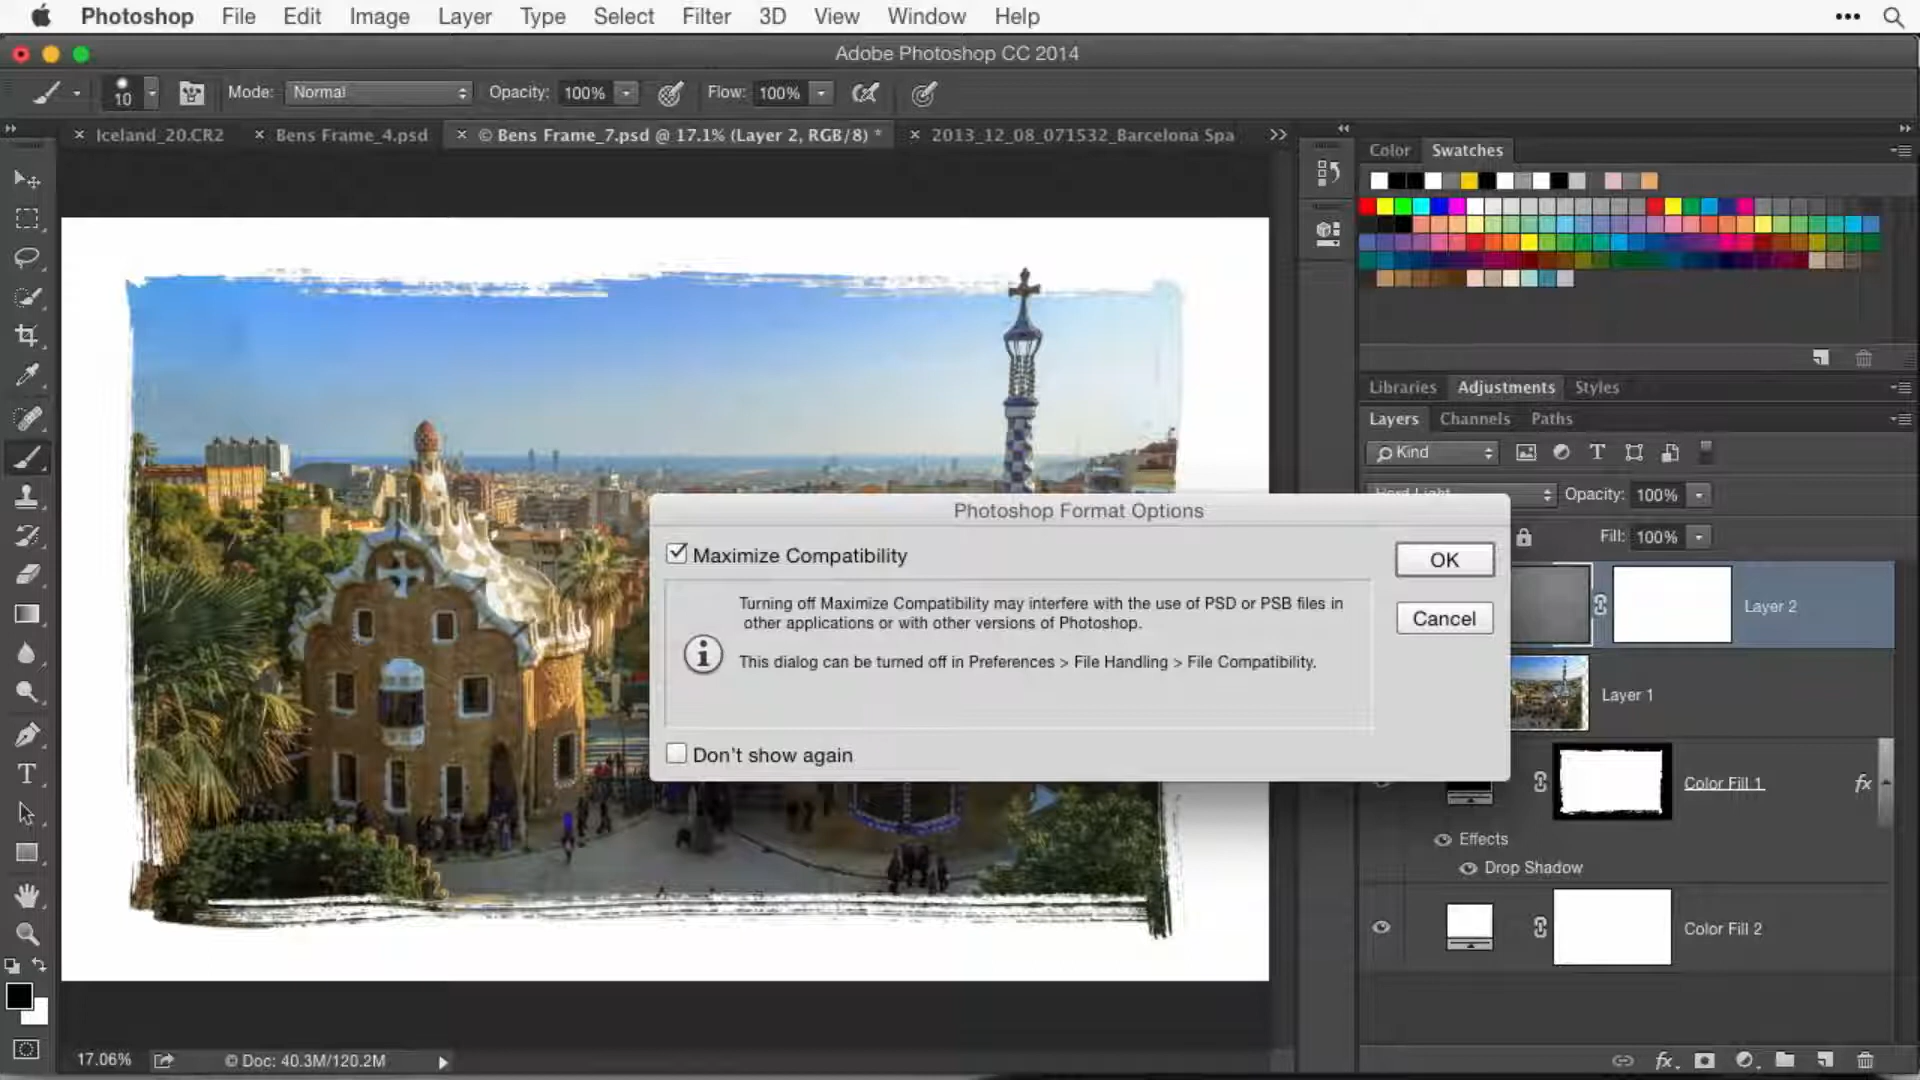 Photoshop File Edit Image Layer Type Select Filter 3D View Window Help
Adobe Photoshop CC 2014
10 Mode: Normal Opacity: 100% Flow: 100%
Iceland_20.CR2 Bens Frame_4.psd © Bens Frame_7.psd @ 17.1% (Layer 2, RGB/8) * 2013_12_08_071532_Barcelona Spa
Color Swatches
Libraries Adjustments Styles
Layers Channels Paths
Kind
Opacity: 100%
Fill: 100%
Photoshop Format Options
Maximize Compatibility
OK
Turning off Maximize Compatibility may interfere with the use of PSD or PSB files in
other applications or with other versions of Photoshop.
Cancel
This dialog can be turned off in Preferences > File Handling > File Compatibility.
Don't show again
Layer 2
Layer 1
Color Fill 1 fx
Effects
Drop Shadow
Color Fill 2
17.06% © Doc: 40.3M/120.2M
fx